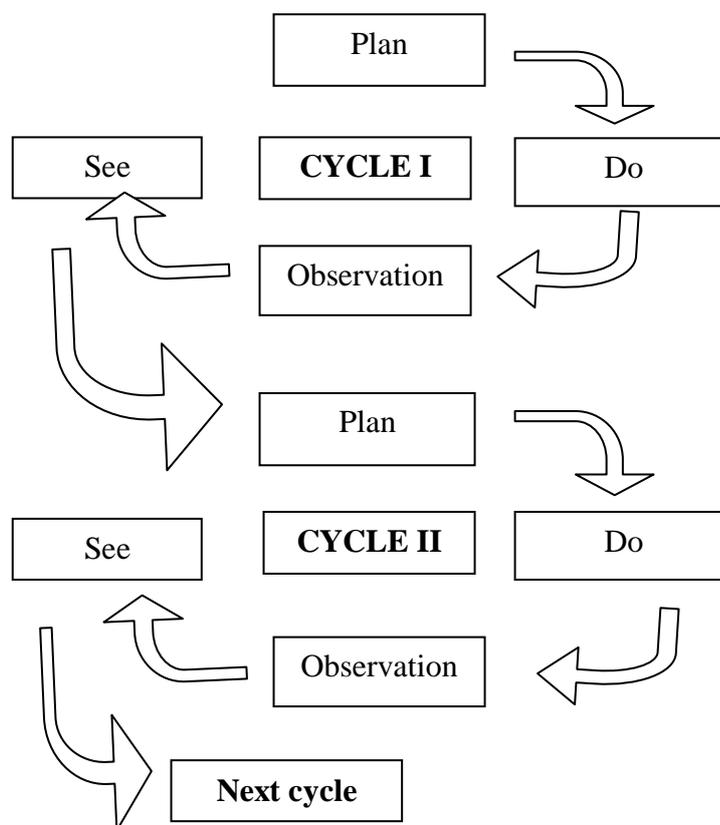 Plan
See
CYCLE I
Do
Observation
Plan
See
CYCLE II
Do
Observation
Next cycle